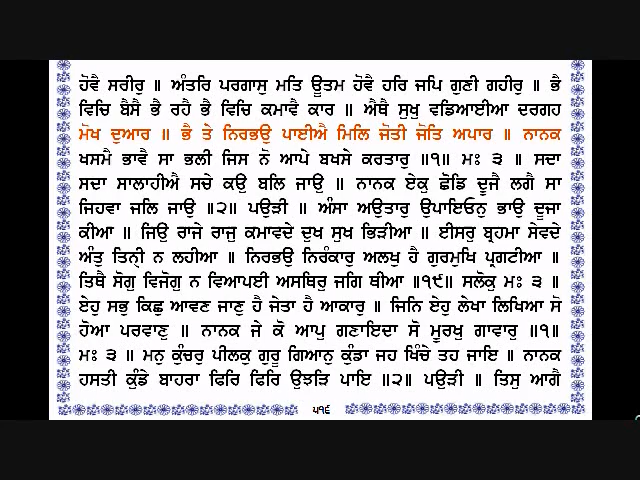 ਹੋਵੈ ਸਰੀਰੁ ॥ ਅੰਤਰਿ ਪਰਗਾਸੁ ਮਤਿ ਊਤਮ ਹੋਵੈ ਹਰਿ ਜਪਿ ਗੁਣੀ ਗਹੀਰੁ ॥ ਭੈ
ਵਿਚਿ ਬੈਸੈ ਭੈ ਰਹੈ ਭੈ ਵਿਚਿ ਕਮਾਵੈ ਕਾਰ ॥ ਐਥੈ ਸੁਖੁ ਵਡਿਆਈਆ ਦਰਗਹ
ਮੋਖ ਦੁਆਰ ॥ ਭੈ ਤੇ ਨਿਰਭਉ ਪਾਈਐ ਮਿਲਿ ਜੋਤੀ ਜੋਤਿ ਅਪਾਰ ॥ ਨਾਨਕ
ਖਸਮੈ ਭਾਵੈ ਸਾ ਭਲੀ ਜਿਸ ਨੋ ਆਪੇ ਬਖਸੇ ਕਰਤਾਰੁ ॥੧॥ ਮਃ ੩ ॥ ਸਦਾ
ਸਦਾ ਸਾਲਾਹੀਐ ਸਚੇ ਕਉ ਬਲਿ ਜਾਉ ॥ ਨਾਨਕ ਏਕੁ ਛੋਡਿ ਦੂਜੈ ਲਗੈ ਸਾ
ਜਿਹਵਾ ਜਲਿ ਜਾਉ ॥੨॥ ਪਉੜੀ ॥ ਅੰਸਾ ਅਉਤਾਰੁ ਉਪਾਇਓਨੁ ਭਾਉ ਦੂਜਾ
ਕੀਆ ॥ ਜਿਉ ਰਾਜੇ ਰਾਜੁ ਕਮਾਵਦੇ ਦੁਖ ਸੁਖ ਭਿੜੀਆ ॥ ਈਸਰੁ ਬ੍ਰਹਮਾ ਸੇਵਦੇ
ਅੰਤੁ ਤਿਨੀ੍ ਨ ਲਹੀਆ ॥ ਨਿਰਭਉ ਨਿਰੰਕਾਰੁ ਅਲਖੁ ਹੈ ਗੁਰਮੁਖਿ ਪ੍ਰਗਟੀਆ ॥
ਤਿਥੈ ਸੋਗੁ ਵਿਜੋਗੁ ਨ ਵਿਆਪਈ ਅਸਥਿਰੁ ਜਗਿ ਥੀਆ ॥੧੯॥ ਸਲੋਕੁ ਮਃ ੩ ॥
ਏਹੁ ਸਭੁ ਕਿਛੁ ਆਵਣ ਜਾਣੁ ਹੈ ਜੇਤਾ ਹੈ ਆਕਾਰੁ ॥ ਜਿਨਿ ਏਹੁ ਲੇਖਾ ਲਿਖਿਆ ਸੋ
ਹੋਆ ਪਰਵਾਣੁ ॥ ਨਾਨਕ ਜੇ ਕੋ ਆਪੁ ਗਣਾਇਦਾ ਸੋ ਮੂਰਖੁ ਗਾਵਾਰੁ ॥੧॥
ਮਃ ੩ ॥ ਮਨੁ ਕੁੰਚਰੁ ਪੀਲਕੁ ਗੁਰੂ ਗਿਆਨੁ ਕੁੰਡਾ ਜਹ ਖਿੰਚੇ ਤਹ ਜਾਇ ॥ ਨਾਨਕ
ਹਸਤੀ ਕੁੰਡੇ ਬਾਹਰਾ ਫਿਰਿ ਫਿਰਿ ਉਝੜਿ ਪਾਇ ॥੨॥ ਪਉੜੀ ॥ ਤਿਸੁ ਆਗੈ
੫੧੬